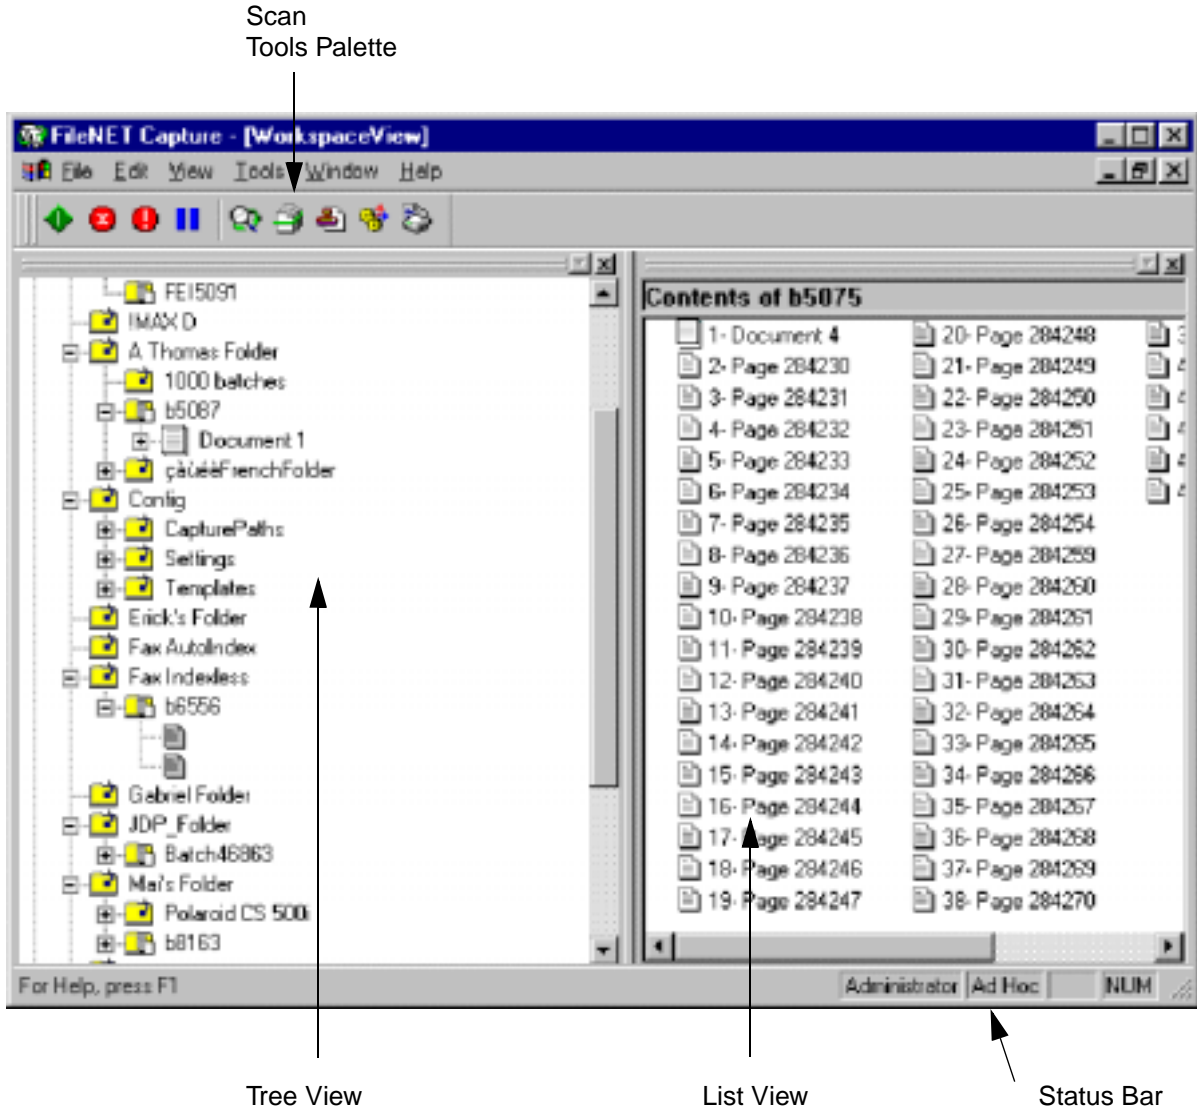 Scan
Tools Palette
FileNET Capture - [WorkspaceView]
File Edit View Tools Window Help
FEI5091
IMAX D
A Thomas Folder
1000 batches
b5087
Document 1
çàùéèFrenchFolder
Config
CapturePaths
Settings
Templates
Erick's Folder
Fax AutoIndex
Fax Indexless
b6556
Gabriel Folder
JDP_Folder
Batch46863
Mai's Folder
Polaroid CS 500i
b8163
Contents of b5075
1- Document 4
2- Page 284230
3- Page 284231
4- Page 284232
5- Page 284233
6- Page 284234
7- Page 284235
8- Page 284236
9- Page 284237
10- Page 284238
11- Page 284239
12- Page 284240
13- Page 284241
14- Page 284242
15- Page 284243
16- Page 284244
17- Page 284245
18- Page 284246
19- Page 284247
20- Page 284248
21- Page 284249
22- Page 284250
23- Page 284251
24- Page 284252
25- Page 284253
26- Page 284254
27- Page 284259
28- Page 284260
29- Page 284261
30- Page 284262
31- Page 284263
32- Page 284264
33- Page 284265
34- Page 284266
35- Page 284267
36- Page 284268
37- Page 284269
38- Page 284270
For Help, press F1
Administrator Ad Hoc NUM
Tree View
List View
Status Bar